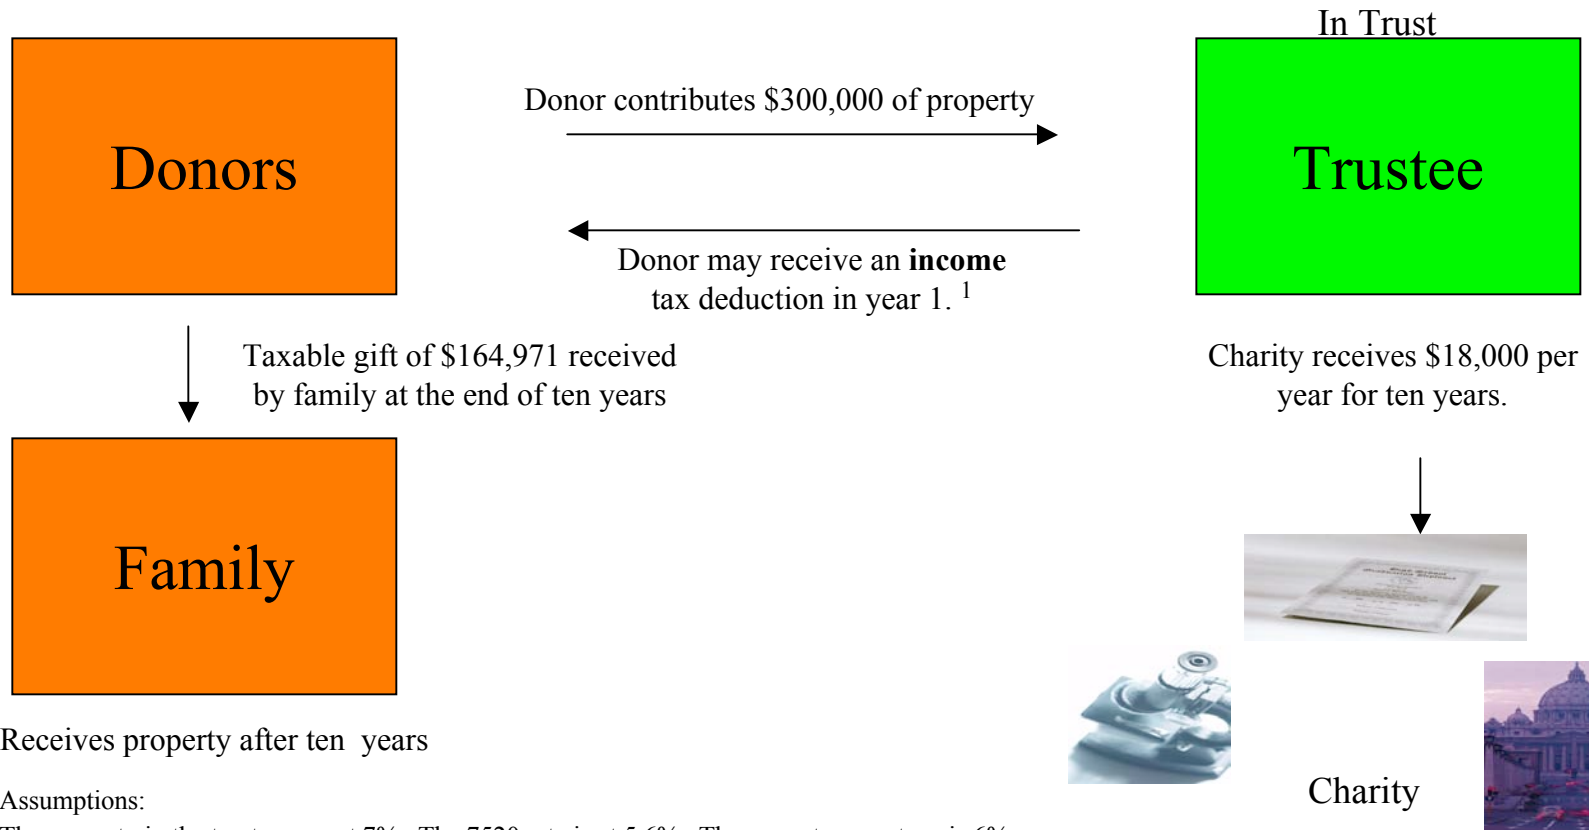 In Trust
Donors
Donor contributes $300,000 of property
Trustee
Donor may receive an income
tax deduction in year 1. 1
Taxable gift of $164,971 received
by family at the end of ten years
Charity receives $18,000 per
year for ten years.
Family
Receives property after ten years
Charity
Assumptions: